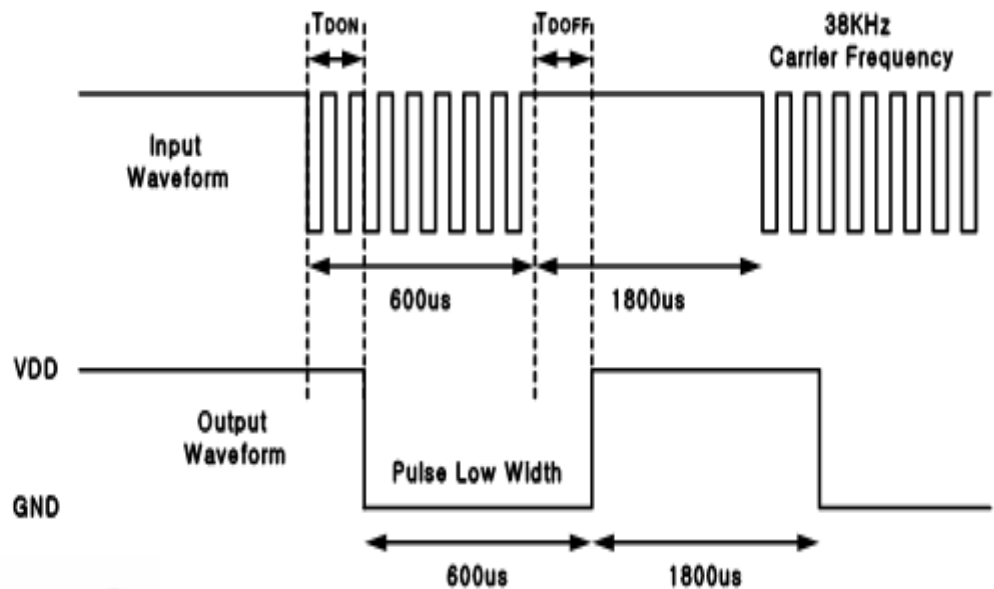 TDON
TDOFF
38KHz
Carrier Frequency
Input
Waveform
600us
1800us
VDD
Output
Waveform
Pulse Low Width
GND
600us
1800us